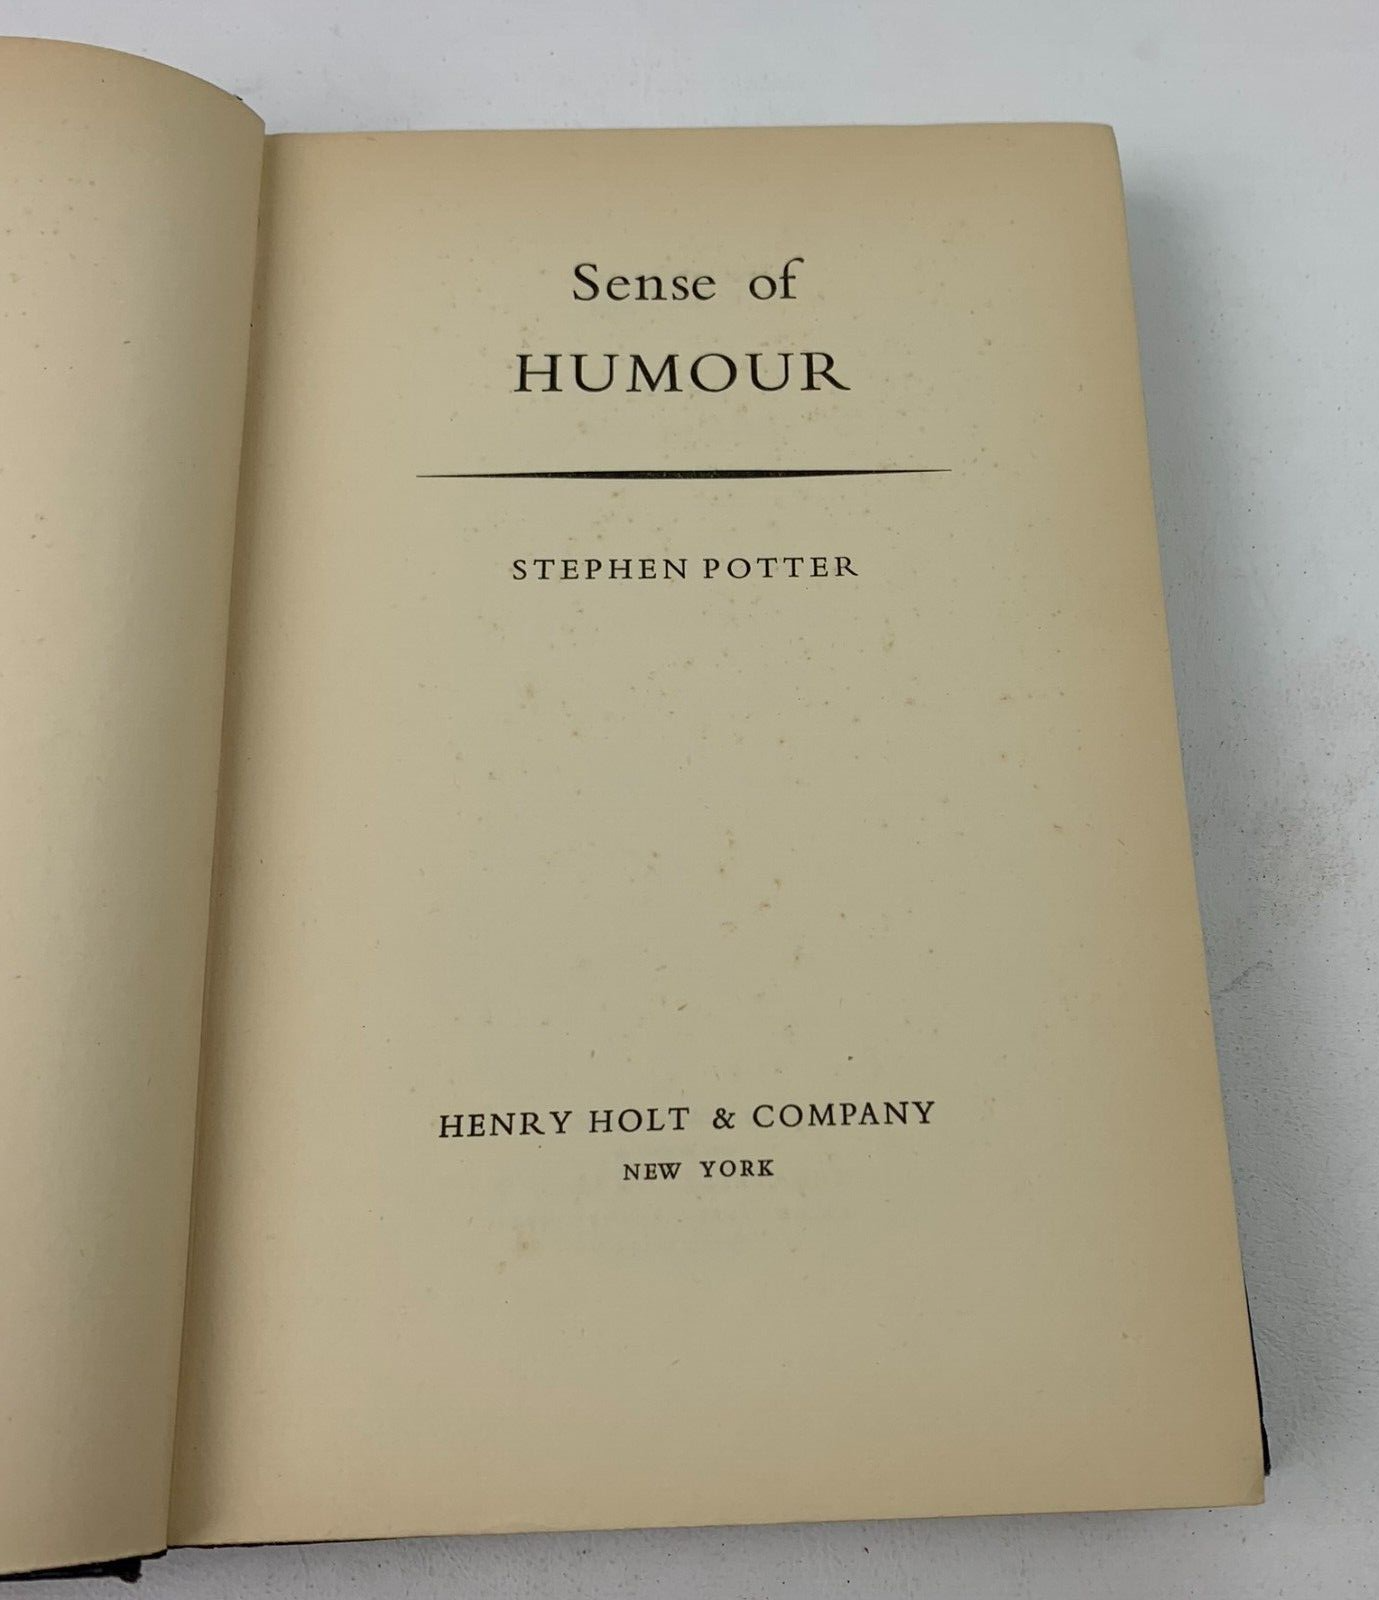 Sense of
HUMOUR
STEPHEN POTTER
HENRY HOLT & COMPANY
NEW YORK